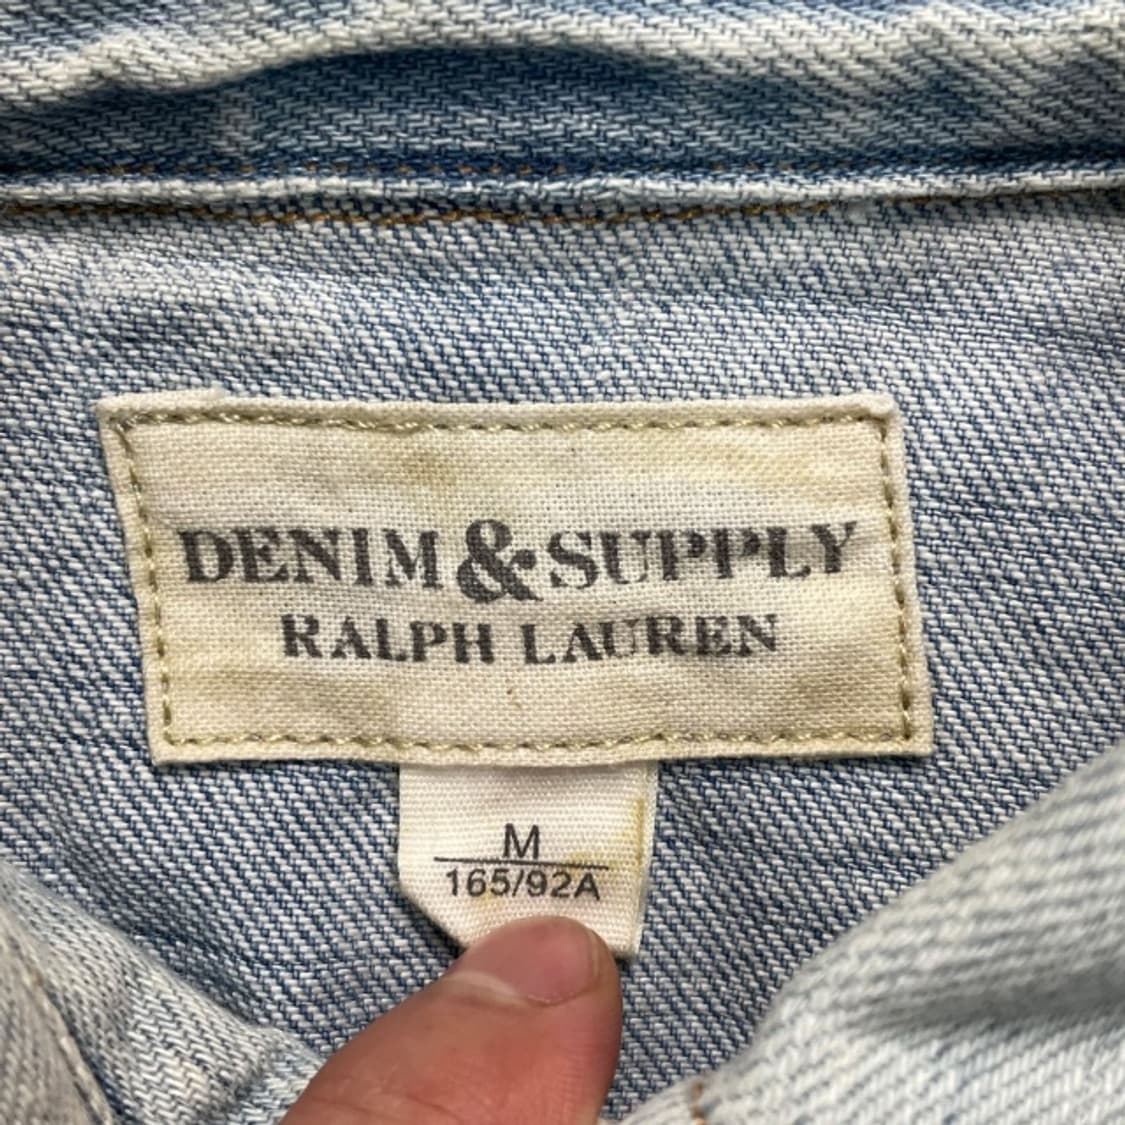 DENIM & SUPPLY
RALPH LAUREN
M
165/92A